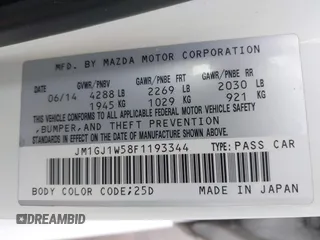 MFD. BY MAZDA MOTOR CORPORATION
GVWR/PNBV GAWR/PNBE FRT GAWR/PNBE RR
06/14 4288 LB 2269 LB 2030 LB
1945 KG 1029 KG 921 KG
THIS VEHICLE CONFORMS TO ALL APPLICABLE
FEDERAL MOTOR VEHICLE SAFETY
,BUMPER,AND THEFT PREVENTION
STANDARDS IN EFFECT ON THE DATE OF
MANUFACTURE SHOWN ABOVE.
JM1GJ1W58F1193344 TYPE:PASS CAR
BODY COLOR CODE;25D MADE IN JAPAN
DIBDFAX.COM